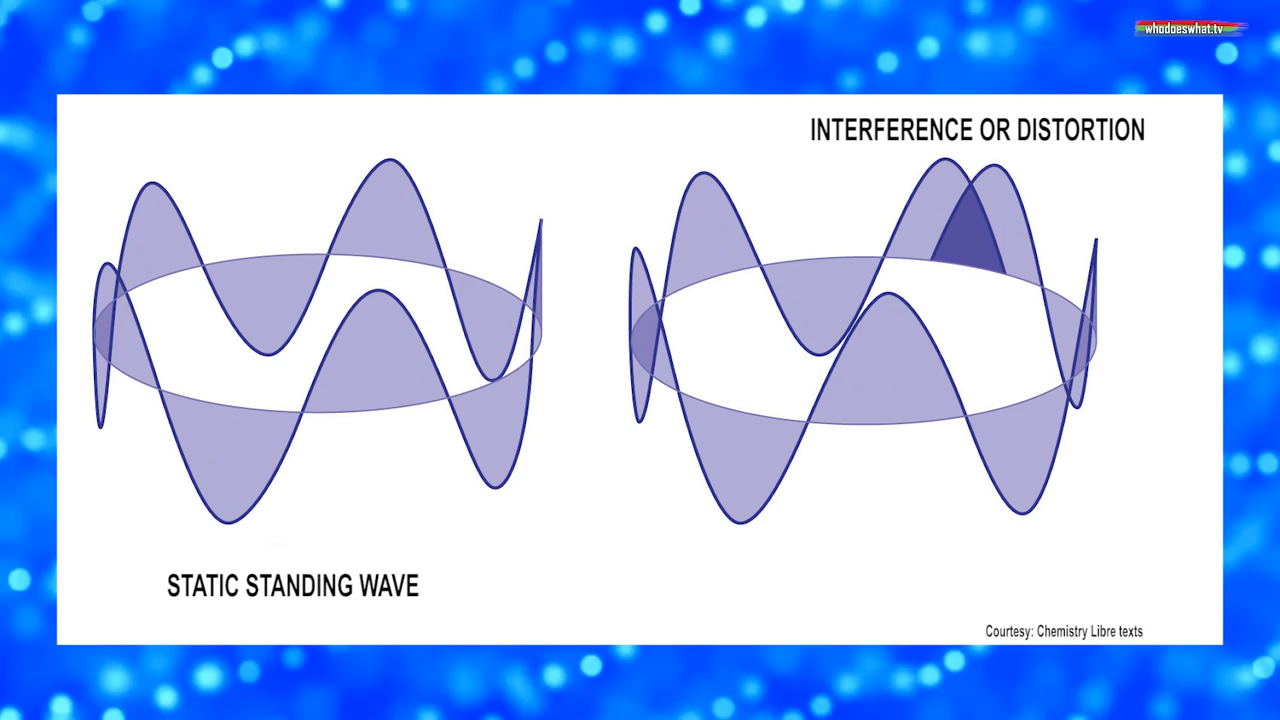 whodoeswhat.tv
INTERFERENCE OR DISTORTION
STATIC STANDING WAVE
Courtesy: Chemistry Libre texts